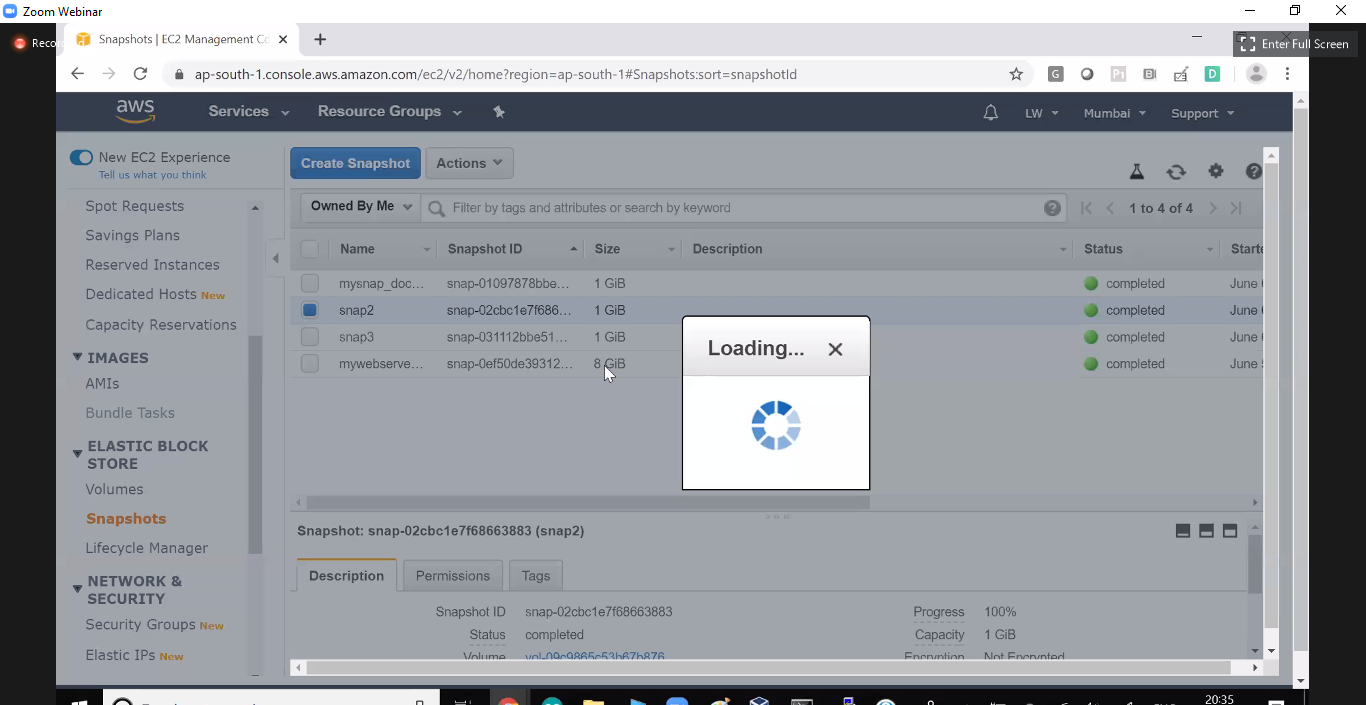 Zoom Webinar
Recor
Snapshots | EC2 Management Co
Enter Full Screen
ap-south-1.console.aws.amazon.com/ec2/v2/home?region=ap-south-1#Snapshots:sort=snapshotId
aws
Services
Resource Groups
LW
Mumbai
Support
New EC2 Experience
Tell us what you think
Spot Requests
Savings Plans
Reserved Instances
Dedicated Hosts New
Capacity Reservations
IMAGES
AMIs
Bundle Tasks
ELASTIC BLOCK
STORE
Volumes
Snapshots
Lifecycle Manager
NETWORK &
SECURITY
Security Groups New
Elastic IPs New
Create Snapshot
Actions
Owned By Me
Filter by tags and attributes or search by keyword
1 to 4 of 4
Name Snapshot ID Size Description Status Starte
mysnap_doc... snap-01097878bbe... 1 GiB completed June
snap2 snap-02cbc1e7f686... 1 GiB completed June
snap3 snap-031112bbe51... 1 GiB completed June
mywebserve... snap-0ef50de39312... 8 GiB completed June
Loading...
Snapshot: snap-02cbc1e7f68663883 (snap2)
Description
Permissions
Tags
Snapshot ID snap-02cbc1e7f68663883 Progress 100%
Status completed Capacity 1 GiB
Volume vol-09c9865c53b67b876 Encryption Not Encrypted
20:35